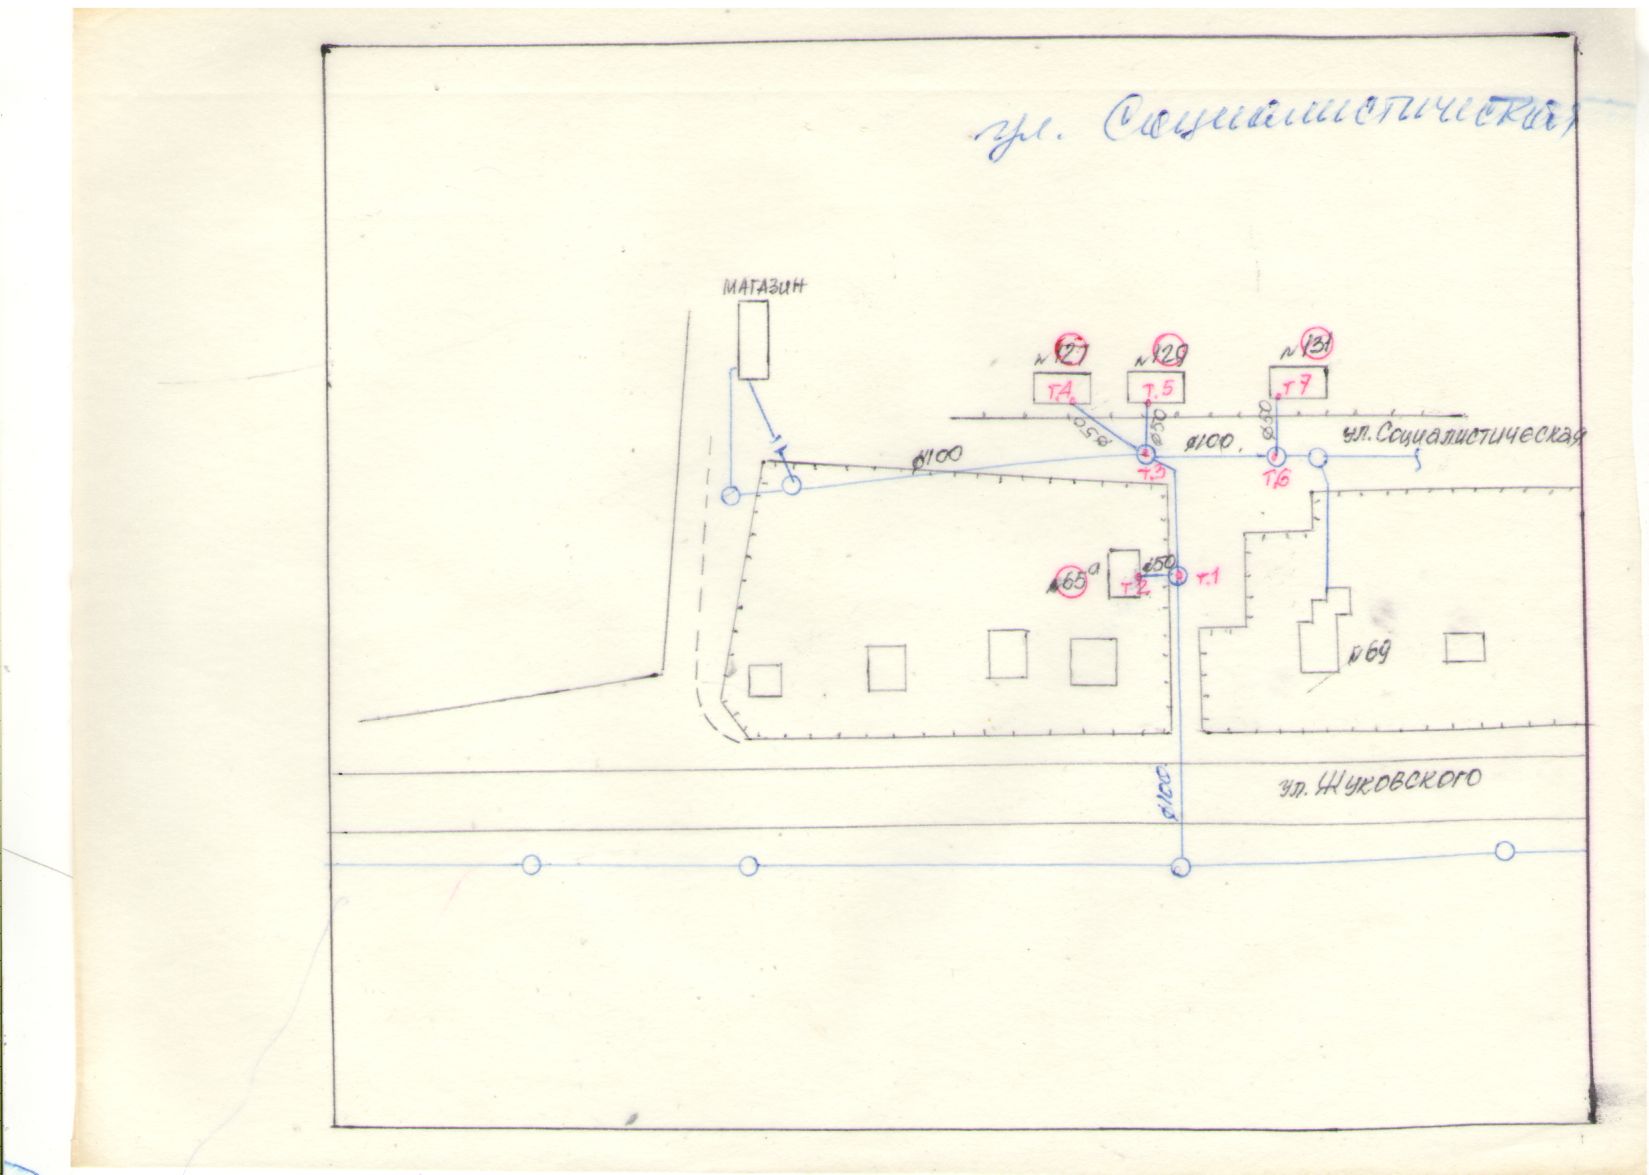 ул. Социалистическая
МАГАЗИН
№127
№129
№131
т.4
т.5
т7
ø50
ø50
ø50
ул. Социалистическая
ø100
ø100.
т.3
т.6
№65а
ø50
т.2
т.1
№69
ø100
ул. Жуковского